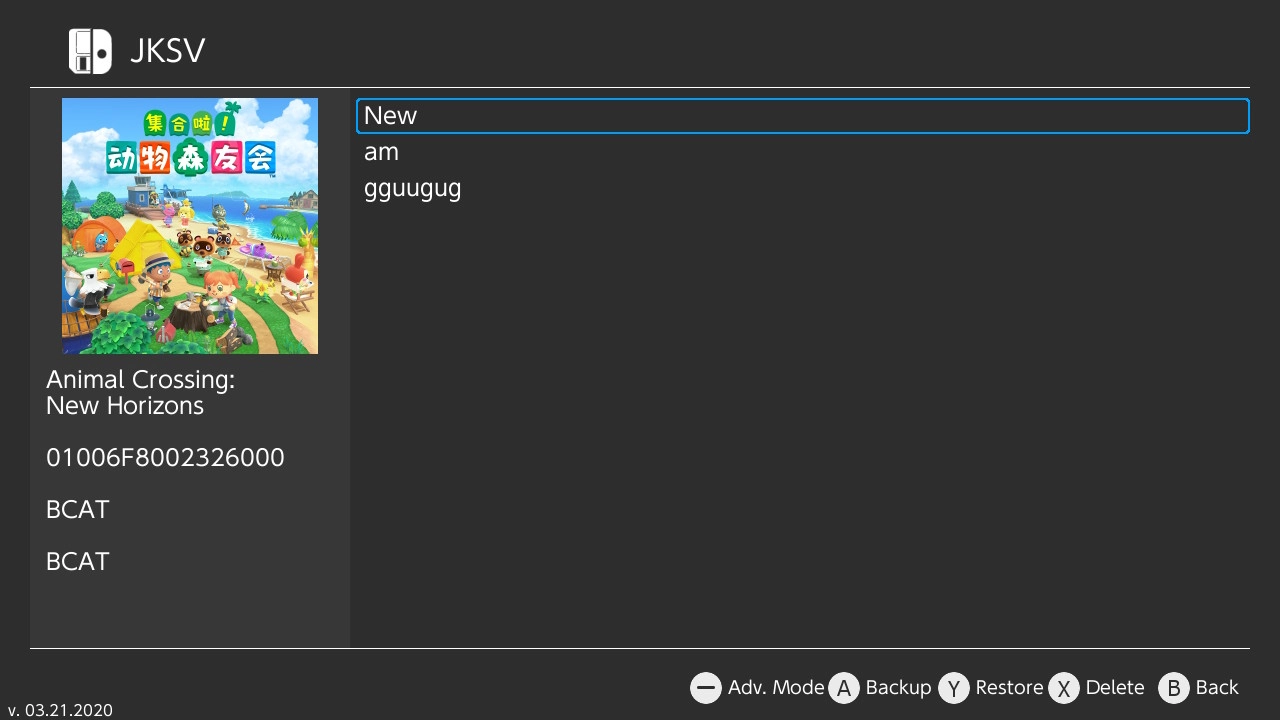 JKSV
集合啦！
动物森友会
TM
Animal Crossing:
New Horizons
01006F8002326000
BCAT
BCAT
New
am
gguugug
- Adv. Mode A Backup Y Restore X Delete B Back
v. 03.21.2020